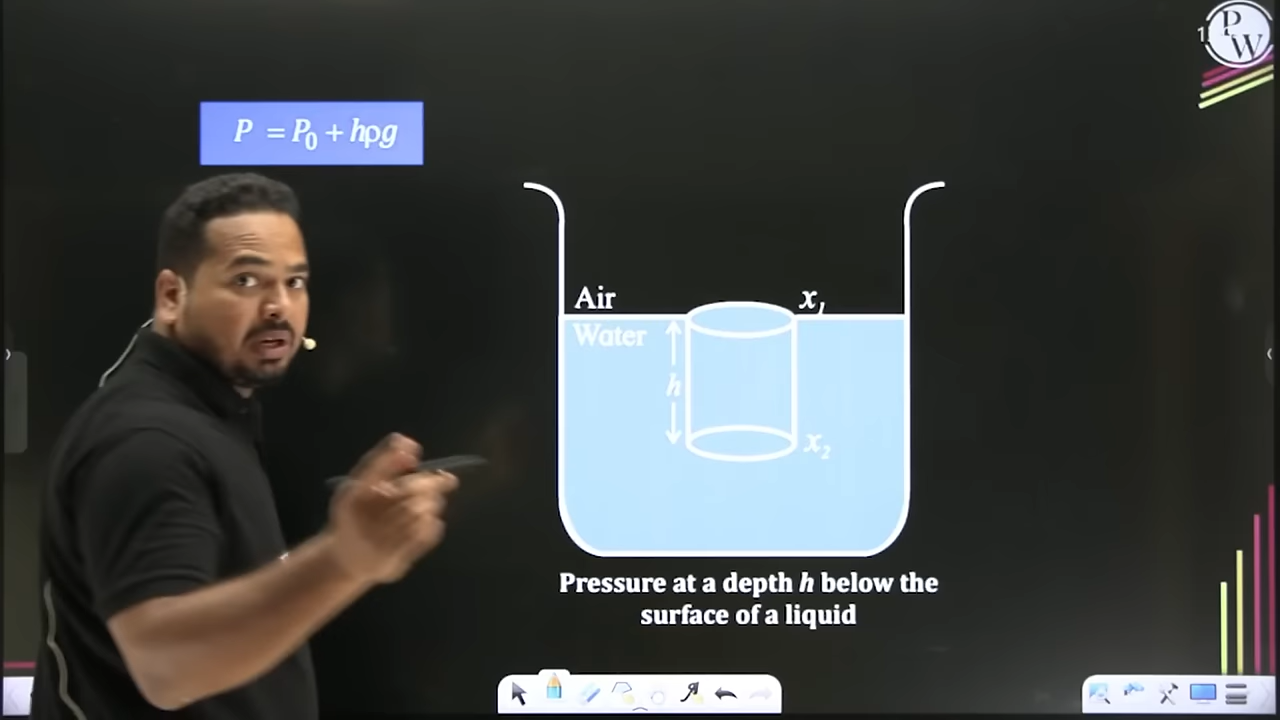 P = P₀ + hρg
PW
Air
x₁
Water
h
x₂
Pressure at a depth h below the
surface of a liquid